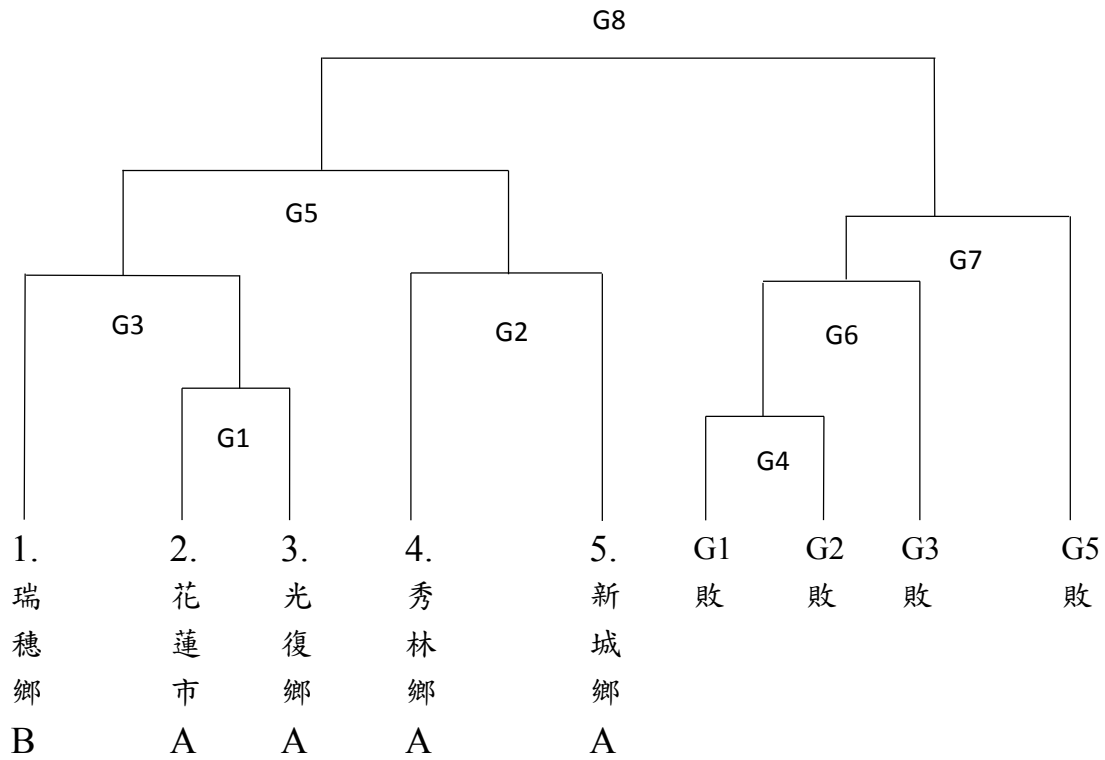 G8
G5
G7
G3
G2
G6
G1
G4
1. 瑞穗鄉 B
2. 花蓮市 A
3. 光復鄉 A
4. 秀林鄉 A
5. 新城鄉 A
G1 敗
G2 敗
G3 敗
G5 敗